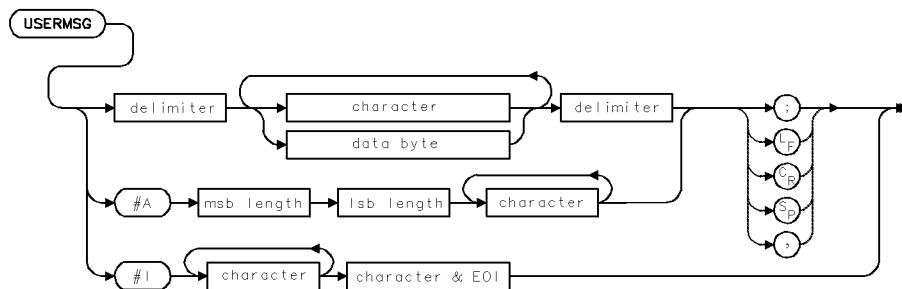 USERMSG
delimiter character delimiter ;
data byte LF
CR
#A msb length lsb length character SP
,
#I character character & EOI